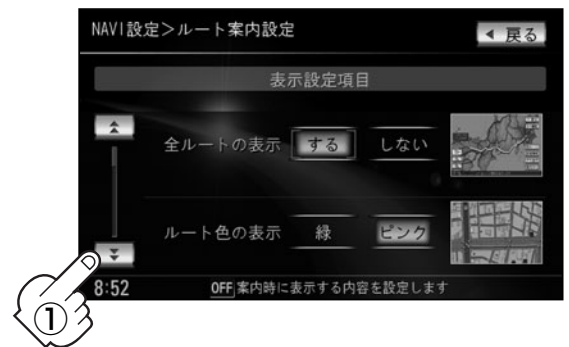 NAVI設定>ルート案内設定
◀ 戻る
表示設定項目
全ルートの表示 する しない
ルート色の表示 緑 ピンク
8:52 OFF 案内時に表示する内容を設定します
①